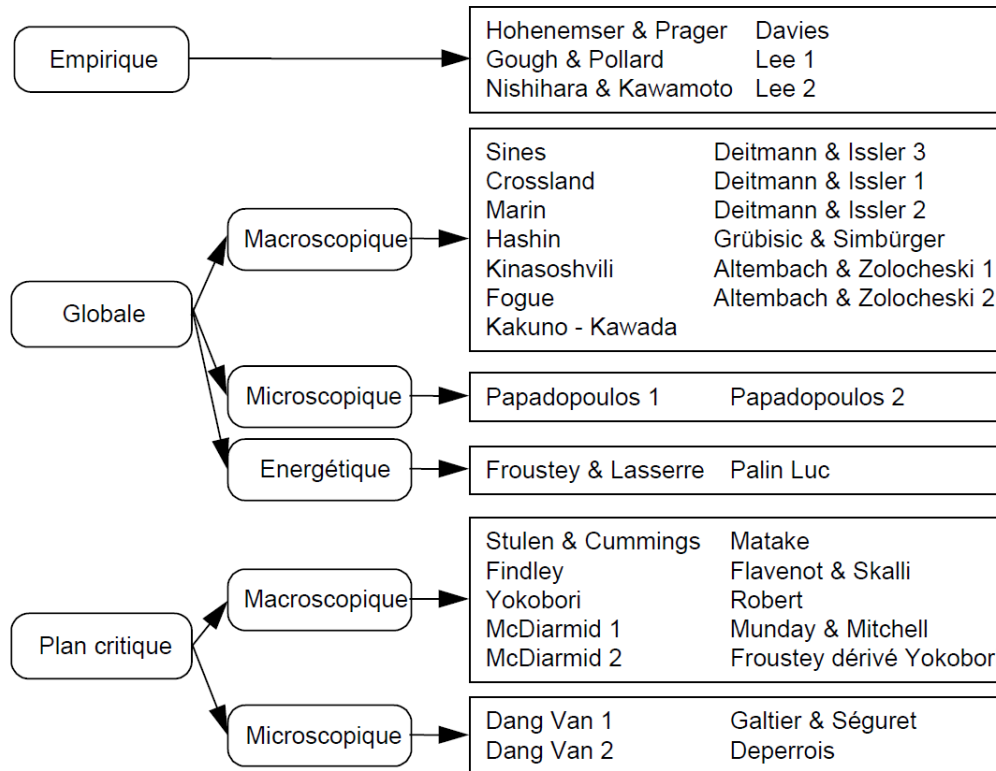 Empirique
Hohenemser & Prager Davies
Gough & Pollard Lee 1
Nishihara & Kawamoto Lee 2
Globale
Macroscopique
Sines Deitmann & Issler 3
Crossland Deitmann & Issler 1
Marin Deitmann & Issler 2
Hashin Grübisic & Simbürger
Kinasoshvili Altembach & Zolocheski 1
Fogue Altembach & Zolocheski 2
Kakuno - Kawada
Microscopique
Papadopoulos 1 Papadopoulos 2
Energétique
Froustey & Lasserre Palin Luc
Plan critique
Macroscopique
Stulen & Cummings Matake
Findley Flavenot & Skalli
Yokobori Robert
McDiarmid 1 Munday & Mitchell
McDiarmid 2 Froustey dérivé Yokobori
Microscopique
Dang Van 1 Galtier & Séguret
Dang Van 2 Deperrois